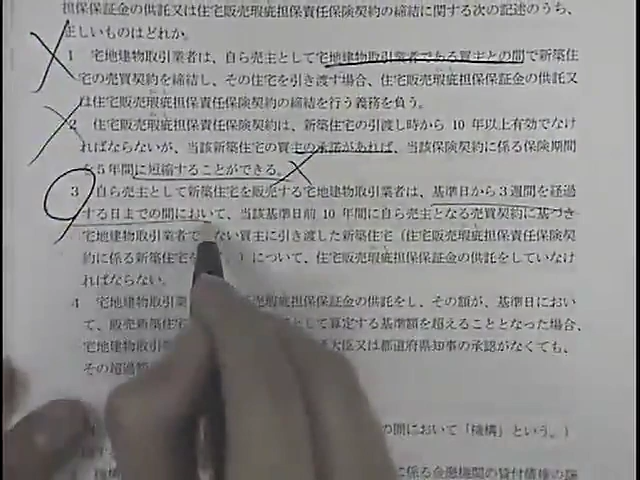 担保保証金の供託又は住宅販売瑕疵担保責任保険契約の締結に関する次の記述のうち、
正しいものはどれか。
1 宅地建物取引業者は、自ら売主として宅地建物取引業者である買主との間で新築住
宅の売買契約を締結し、その住宅を引き渡す場合、住宅販売瑕疵担保保証金の供託又
は住宅販売瑕疵担保責任保険契約の締結を行う義務を負う。
2 住宅販売瑕疵担保責任保険契約は、新築住宅の引渡し時から 10 年以上有効でなけ
ればならないが、当該新築住宅の買主の承諾があれば、当該保険契約に係る保険期間
を5年間に短縮することができる。
3 自ら売主として新築住宅を販売する宅地建物取引業者は、基準日から3週間を経過
する日までの間において、当該基準日前 10 年間に自ら売主となる売買契約に基づき
宅地建物取引業者で ない買主に引き渡した新築住宅(住宅販売瑕疵担保責任保険契
約に係る新築住宅を )について、住宅販売瑕疵担保保証金の供託をしていなけ
ればならない。
4 宅地建物取引業 住宅販売瑕疵担保保証金の供託をし、その額が、基準日におい
て、販売新築住宅 として算定する基準額を超えることとなった場合、
宅地建物取引 大臣又は都道府県知事の承認がなくても、
その超過
の間において「機構」という。)
機構 に係る金融機関の貸付債権の